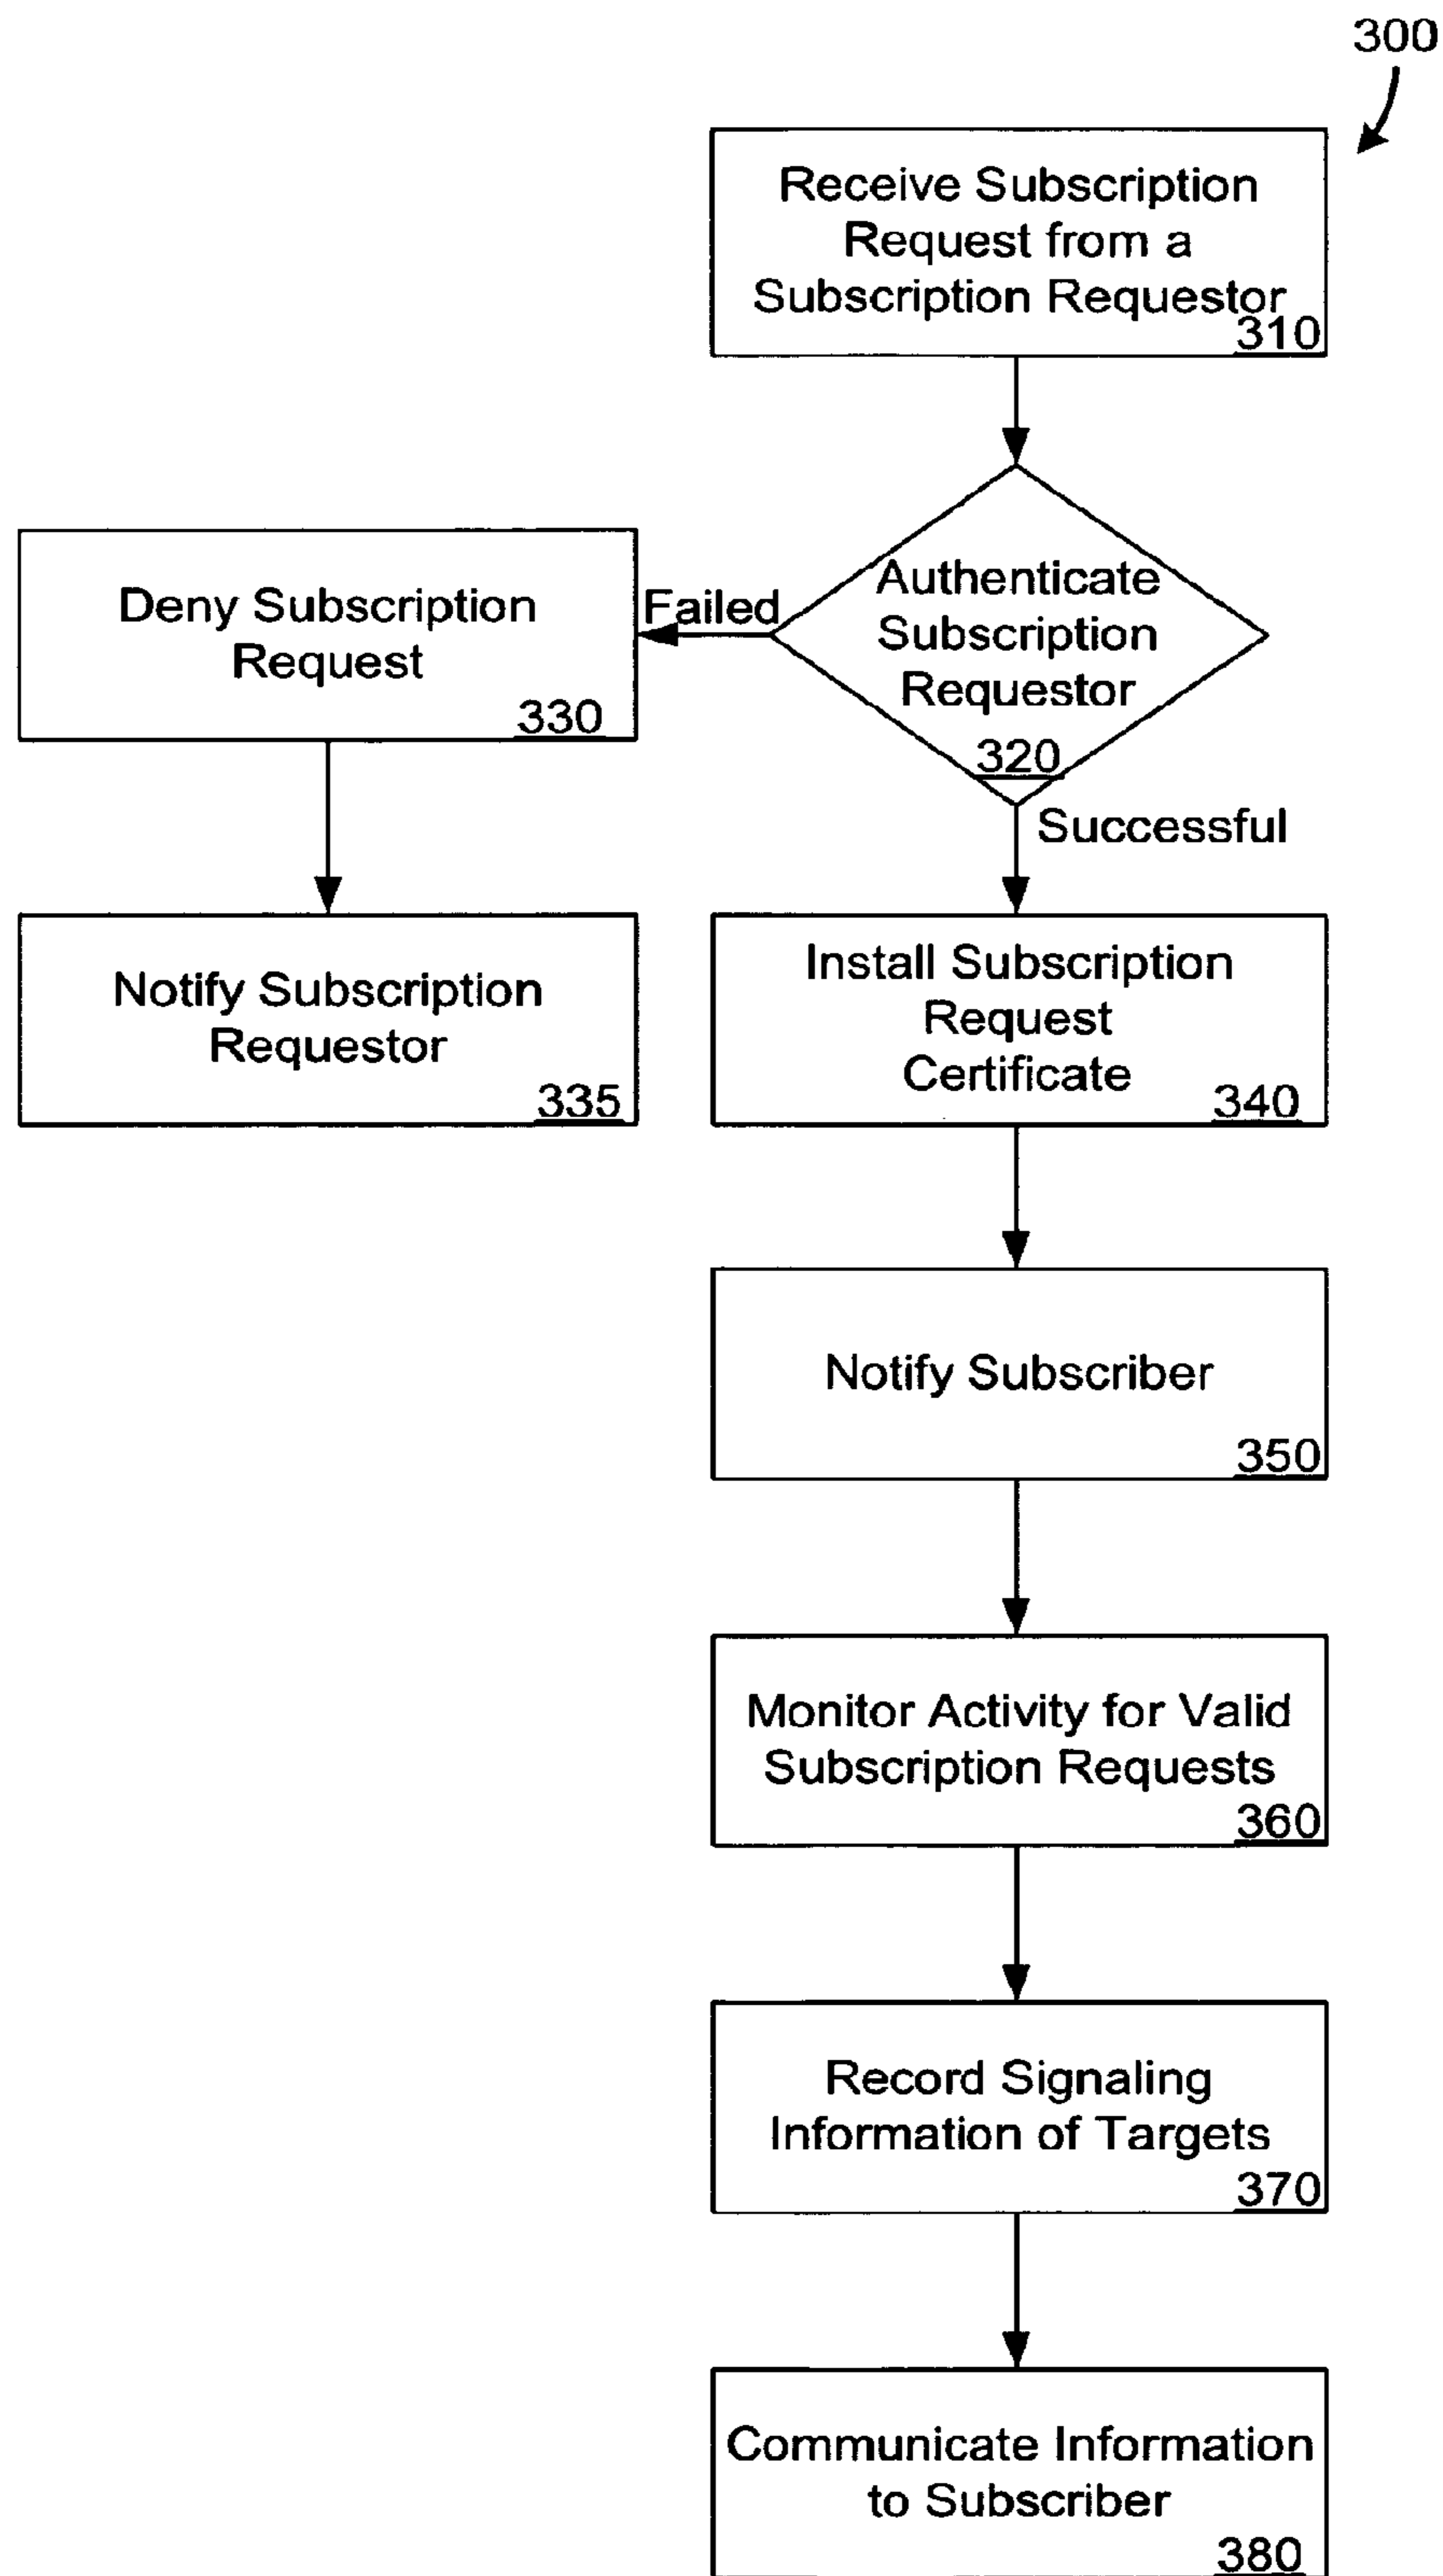 300
Receive Subscription
Request from a
Subscription Requestor
310
Authenticate
Subscription
Requestor
320
Failed
Deny Subscription
Request
330
Successful
Notify Subscription
Requestor
335
Install Subscription
Request
Certificate
340
Notify Subscriber
350
Monitor Activity for Valid
Subscription Requests
360
Record Signaling
Information of Targets
370
Communicate Information
to Subscriber
380